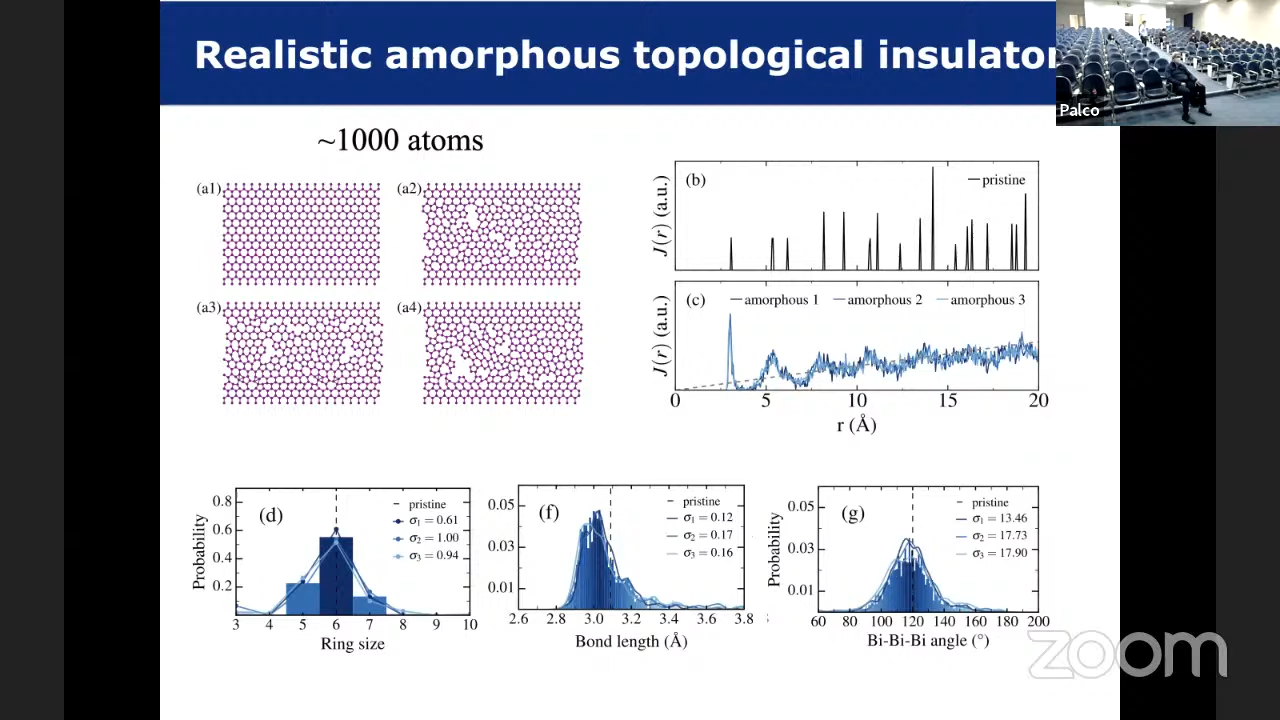 Realistic amorphous topological insulator
Palco
~1000 atoms
(a1)
(a2)
(a3)
(a4)
J(r) (a.u.)
(b)
pristine
J(r) (a.u.)
(c)
amorphous 1
amorphous 2
amorphous 3
0 5 10 15 20
r (Å)
Probability
0.8
0.6
0.4
0.2
(d)
pristine
σ1 = 0.61
σ2 = 1.00
σ3 = 0.94
3 4 5 6 7 8 9 10
Ring size
0.05
0.03
0.01
(f)
pristine
σ1 = 0.12
σ2 = 0.17
σ3 = 0.16
2.6 2.8 3.0 3.2 3.4 3.6 3.8
Bond length (Å)
Probability
0.05
0.03
0.01
(g)
pristine
σ1 = 13.46
σ2 = 17.73
σ3 = 17.90
60 80 100 120 140 160 180 200
Bi-Bi-Bi angle (°)
zoom